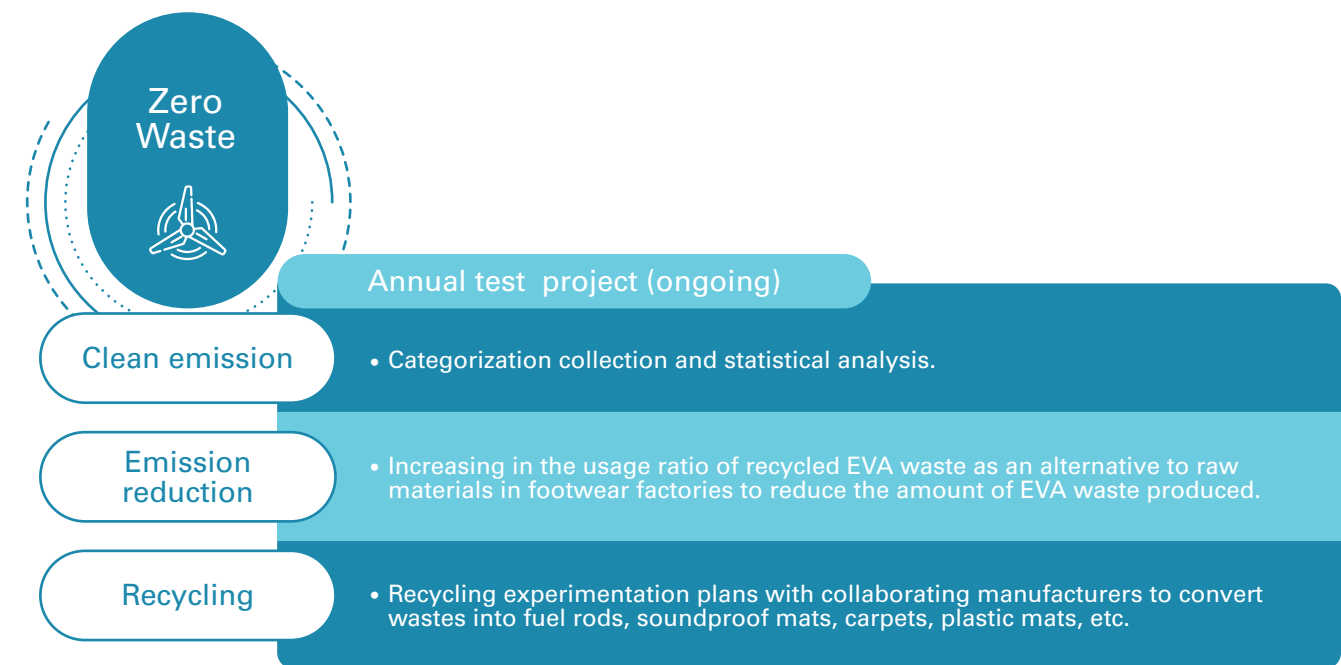 Zero
Waste
Annual test project (ongoing)
Clean emission
• Categorization collection and statistical analysis.
Emission
reduction
• Increasing in the usage ratio of recycled EVA waste as an alternative to raw
materials in footwear factories to reduce the amount of EVA waste produced.
Recycling
• Recycling experimentation plans with collaborating manufacturers to convert
wastes into fuel rods, soundproof mats, carpets, plastic mats, etc.